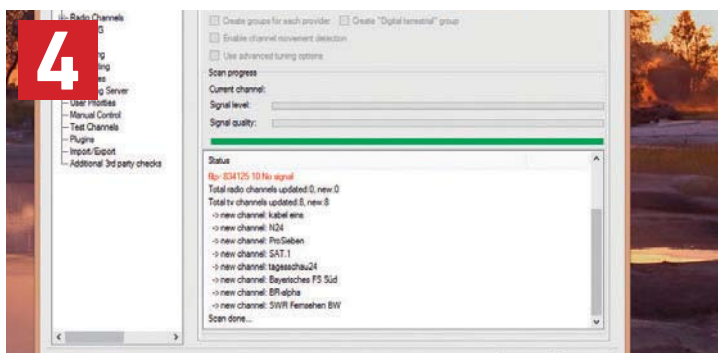 4
Radio Channels
User Priorities
Manual Control
Test Channels
Plugins
Import/Export
Additional 3rd party checks
Create groups for each provider
Create "Digital terrestrial" group
Enable channel movement detection
Use advanced tuning options
Scan progress
Current channel:
Signal level:
Signal quality:
Status
834125 10 No signal
Total radio channels updated:0, new:0
Total tv channels updated:8, new:8
-> new channel: kabel eins
-> new channel: N24
-> new channel: ProSieben
-> new channel: SAT.1
-> new channel: tagesschau24
-> new channel: Bayerisches FS Süd
-> new channel: BR-alpha
-> new channel: SWR Fernsehen BW
Scan done...